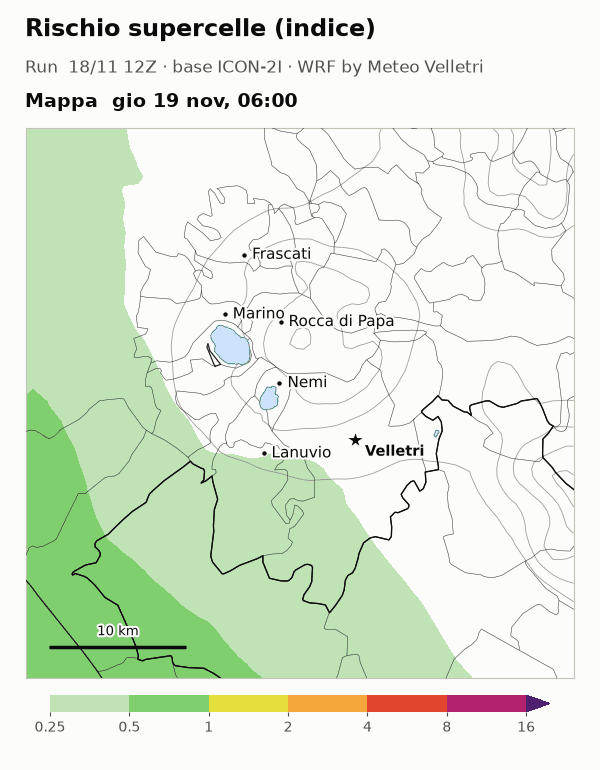 Rischio supercelle (indice)
Run  18/11 12Z · base ICON-2I · WRF by Meteo Velletri
Mappa  gio 19 nov, 06:00
Frascati
Marino
Rocca di Papa
Nemi
Velletri
Lanuvio
10 km
0.25 0.5 1 2 4 8 16